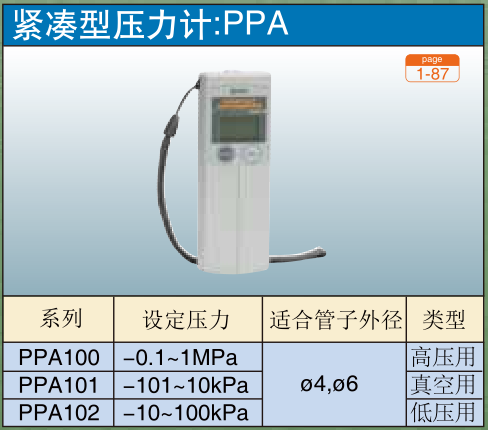 紧凑型压力计:PPA
page
1-87
系列 设定压力 适合管子外径 类型
PPA100 −0.1~1MPa ø4,ø6 高压用
PPA101 −101~10kPa 真空用
PPA102 −10~100kPa 低压用